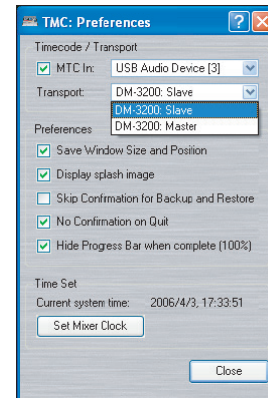 TMC: Preferences
Timecode / Transport
MTC In: USB Audio Device [3]
Transport: DM-3200: Slave
DM-3200: Slave
DM-3200: Master
Preferences
Save Window Size and Position
Display splash image
Skip Confirmation for Backup and Restore
No Confirmation on Quit
Hide Progress Bar when complete (100%)
Time Set
Current system time: 2006/4/3, 17:33:51
Set Mixer Clock
Close